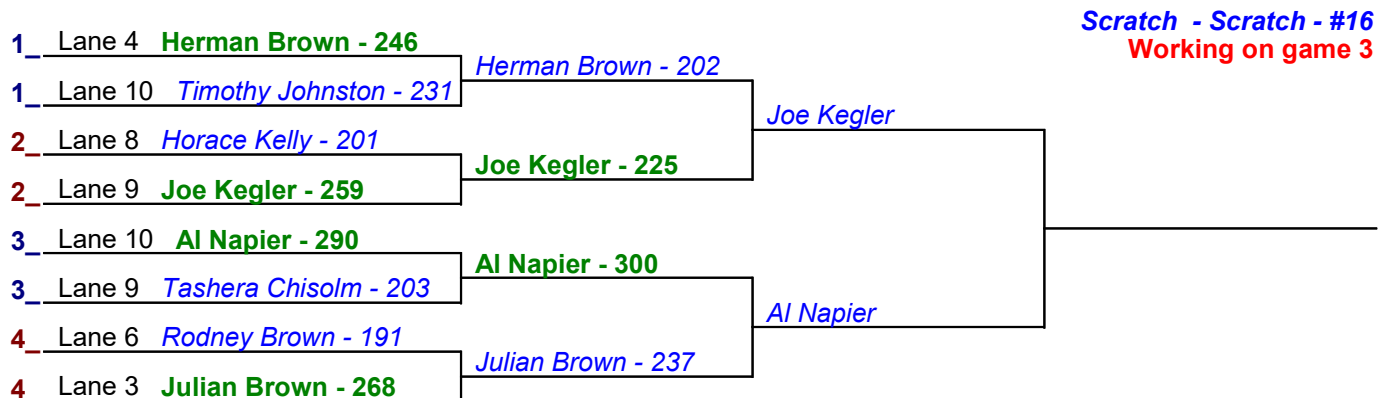 Scratch - Scratch - #16
Working on game 3
1_ Lane 4 Herman Brown - 246
Herman Brown - 202
1_ Lane 10 Timothy Johnston - 231
Joe Kegler
2_ Lane 8 Horace Kelly - 201
Joe Kegler - 225
2_ Lane 9 Joe Kegler - 259
3_ Lane 10 Al Napier - 290
Al Napier - 300
3_ Lane 9 Tashera Chisolm - 203
Al Napier
4_ Lane 6 Rodney Brown - 191
Julian Brown - 237
4 Lane 3 Julian Brown - 268